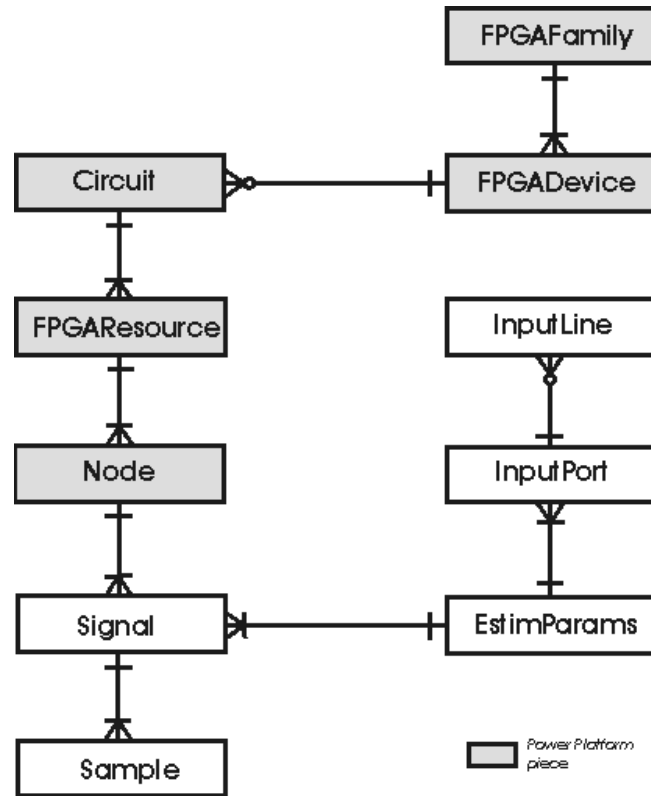 FPGAFamily
Circuit
FPGADevice
FPGAResource
InputLine
Node
InputPort
Signal
EstimParams
Sample
Power Platform
piece